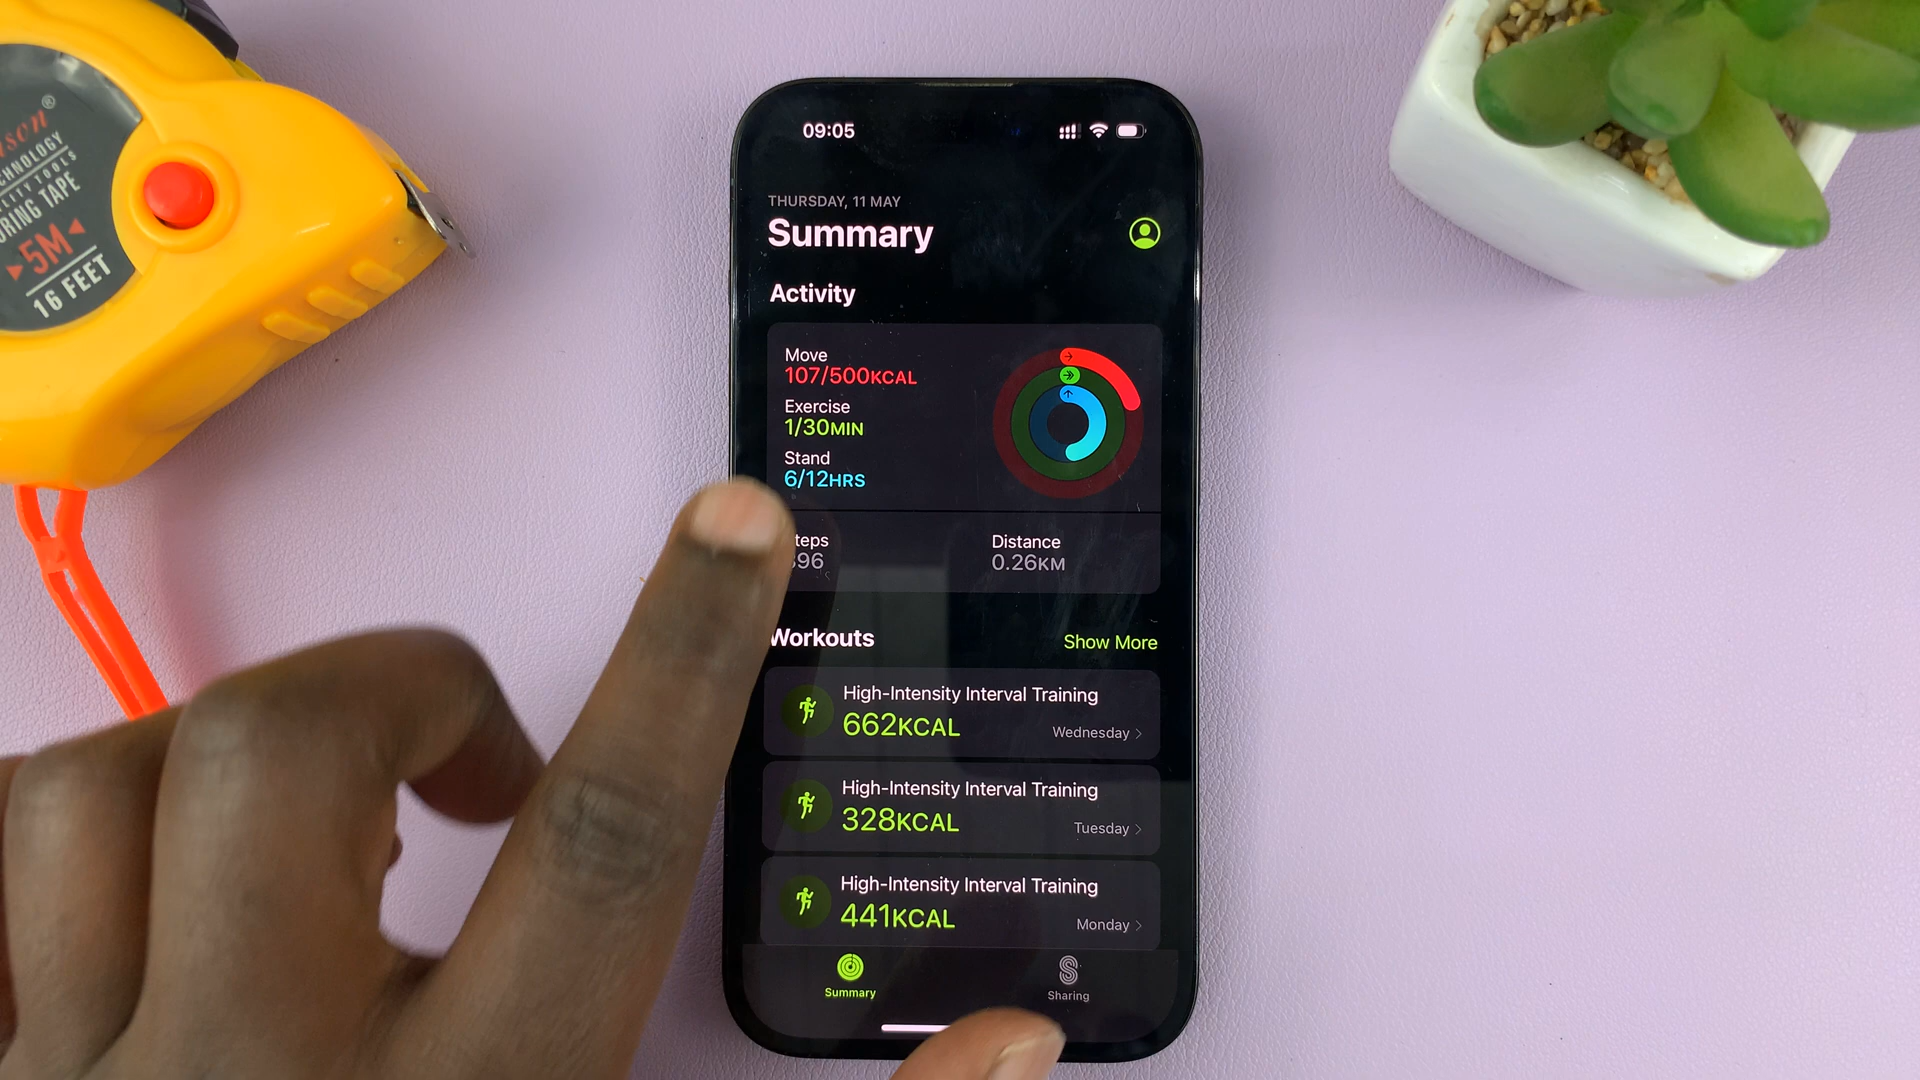 ®
TAPE
5M
16 FEET
09:05
THURSDAY, 11 MAY
Summary
Activity
Move
107/500KCAL
Exercise
1/30MIN
Stand
6/12HRS
Distance
0.26KM
Workouts
Show More
High-Intensity Interval Training
662KCAL
Wednesday
High-Intensity Interval Training
328KCAL
Tuesday
High-Intensity Interval Training
441KCAL
Monday
Summary
Sharing